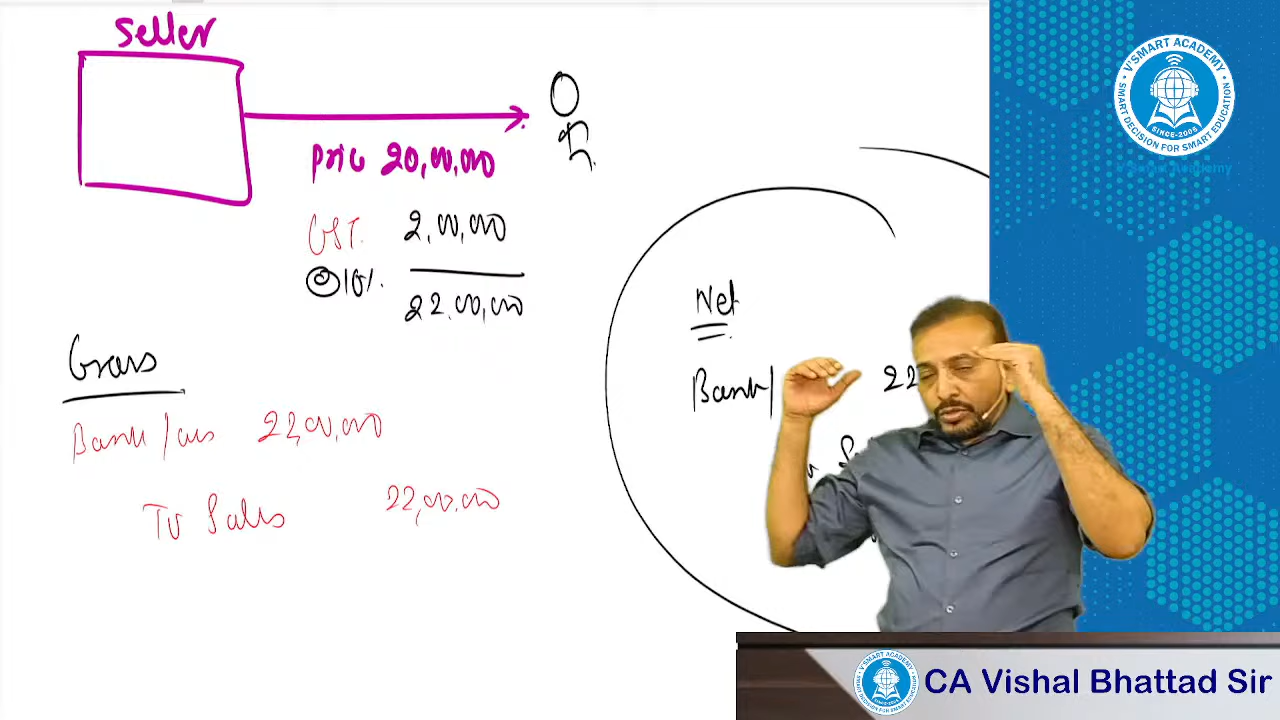 Seller
Price 20,00,000
GST. 2,00,000
@ 10%.
22,00,000
Gross
Bank/ 22,00,000
To Sales 22,00,000
Net
Bank/ 22
V'SMART ACADEMY
SMART DECISION FOR SMART EDUCATION
SINCE-2006
CA Vishal Bhattad Sir